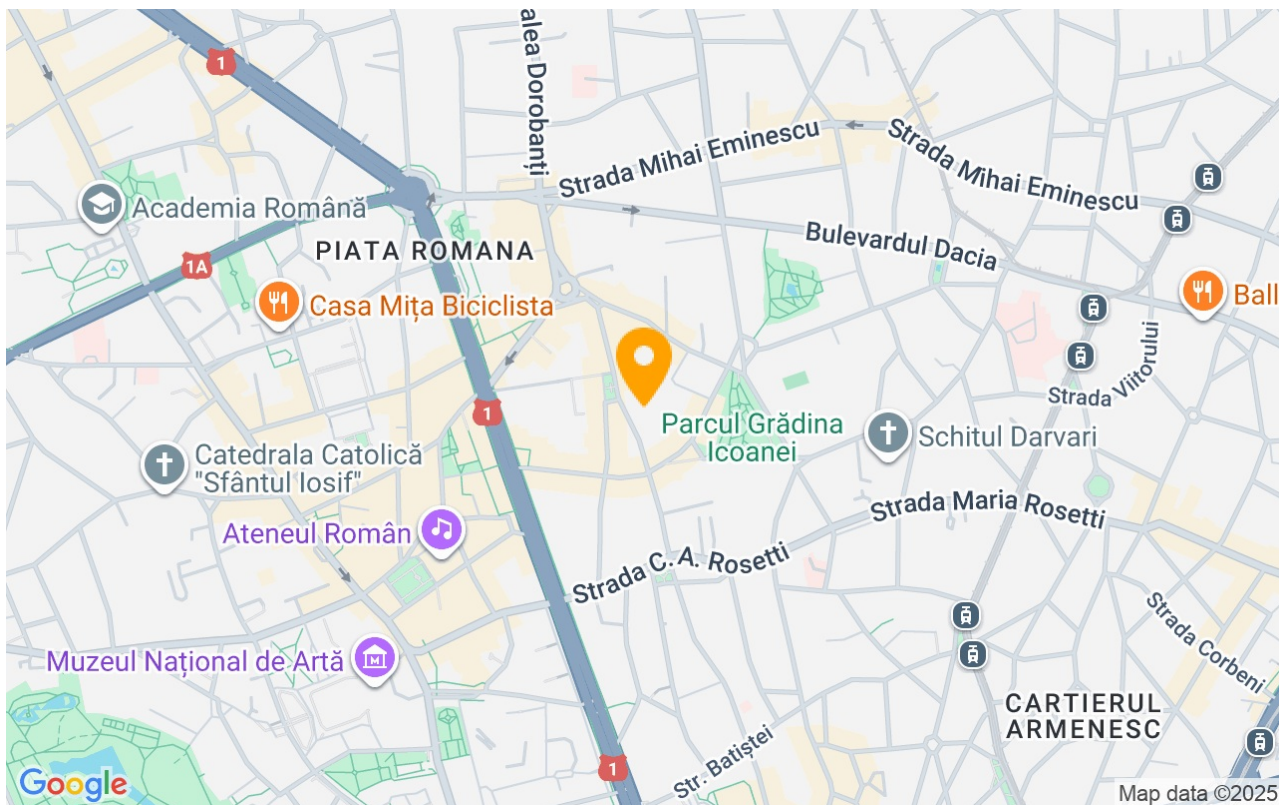 1
alea Dorobanți
Strada Mihai Eminescu
Strada Mihai Eminescu
Academia Română
PIATA ROMANA
Bulevardul Dacia
1A
Casa Mița Biciclista
Ball
Strada Viitorului
1
Parcul Grădina
Icoanei
Schitul Darvari
Catedrala Catolică
"Sfântul Iosif"
Strada Maria Rosetti
Ateneul Român
Strada C. A. Rosetti
Strada Corbeni
Muzeul Național de Artă
M
CARTIERUL
ARMENESC
Str. Batiștei
1
Google
Map data ©2025